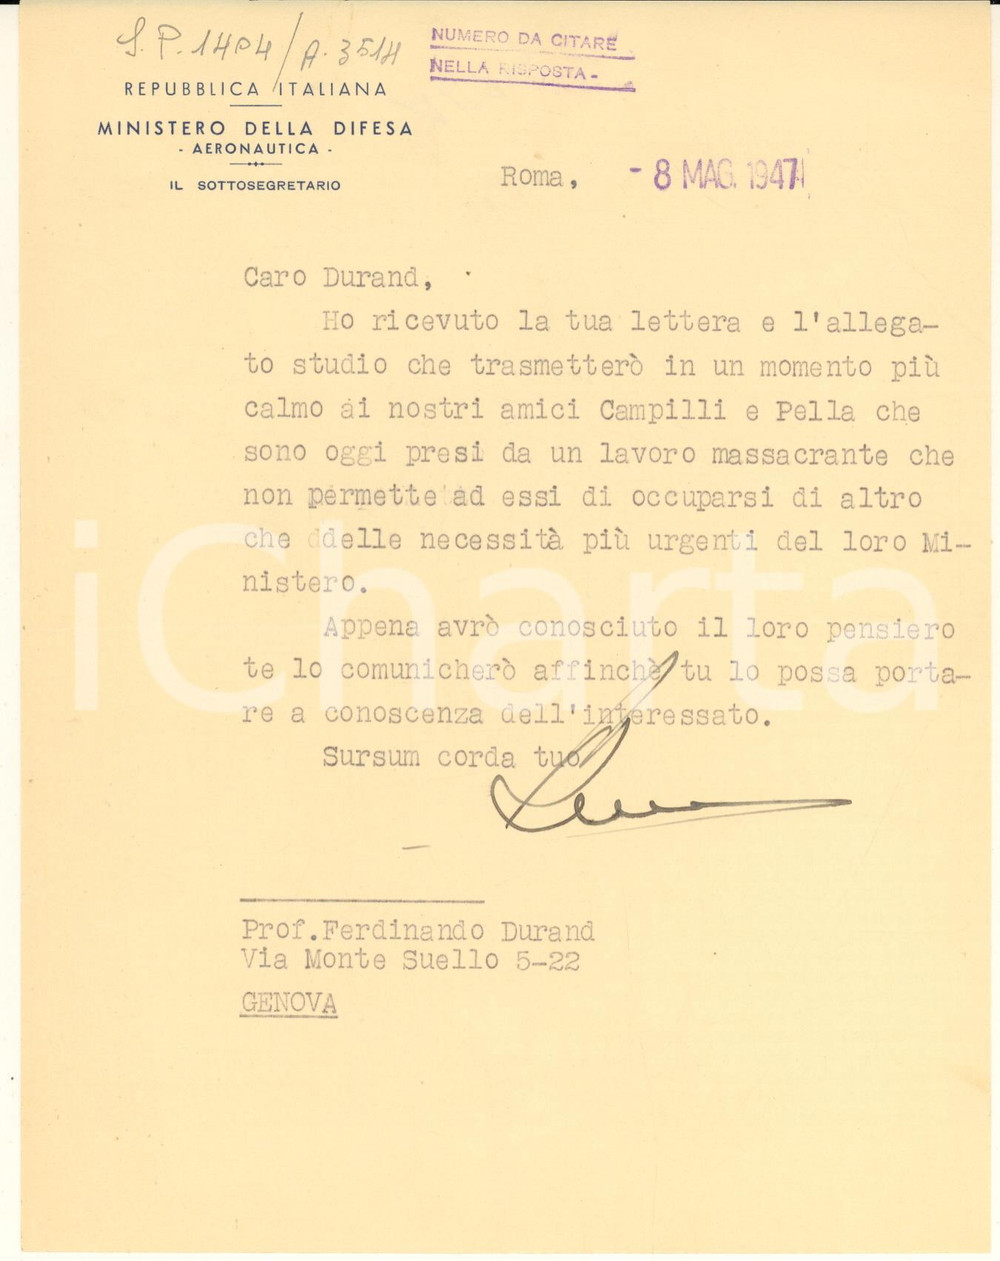 S.P. 1404/A. 3514
NUMERO DA CITARE
NELLA RISPOSTA-
REPUBBLICA ITALIANA
MINISTERO DELLA DIFESA
- AERONAUTICA -
IL SOTTOSEGRETARIO
Roma, - 8 MAG. 1947
Caro Durand,
Ho ricevuto la tua lettera e l'allega-
to studio che trasmetterò in un momento più
calmo ai nostri amici Campilli e Pella che
sono oggi presi da un lavoro massacrante che
non permette ad essi di occuparsi di altro
che ddelle necessità più urgenti del loro Mi-
nistero.
Appena avrò conosciuto il loro pensiero
te lo comunicherò affinchè tu lo possa porta-
re a conoscenza dell'interessato.
Sursum corda tuo
Prof.Ferdinando Durand
Via Monte Suello 5-22
GENOVA
iCharta